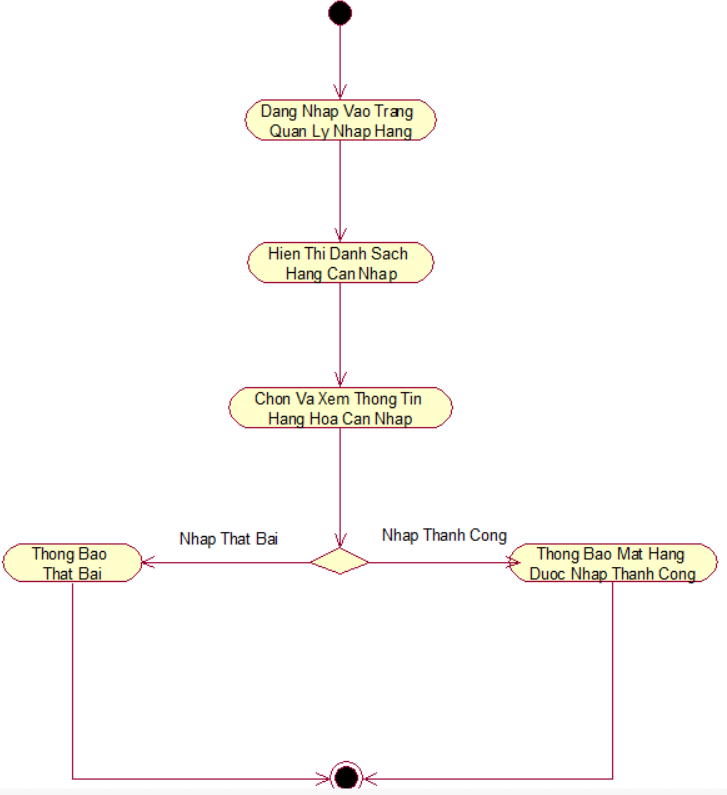 Dang Nhap Vao Trang
Quan Ly Nhap Hang
Hien Thi Danh Sach
Hang Can Nhap
Chon Va Xem Thong Tin
Hang Hoa Can Nhap
Nhap That Bai
Nhap Thanh Cong
Thong Bao
That Bai
Thong Bao Mat Hang
Duoc Nhap Thanh Cong